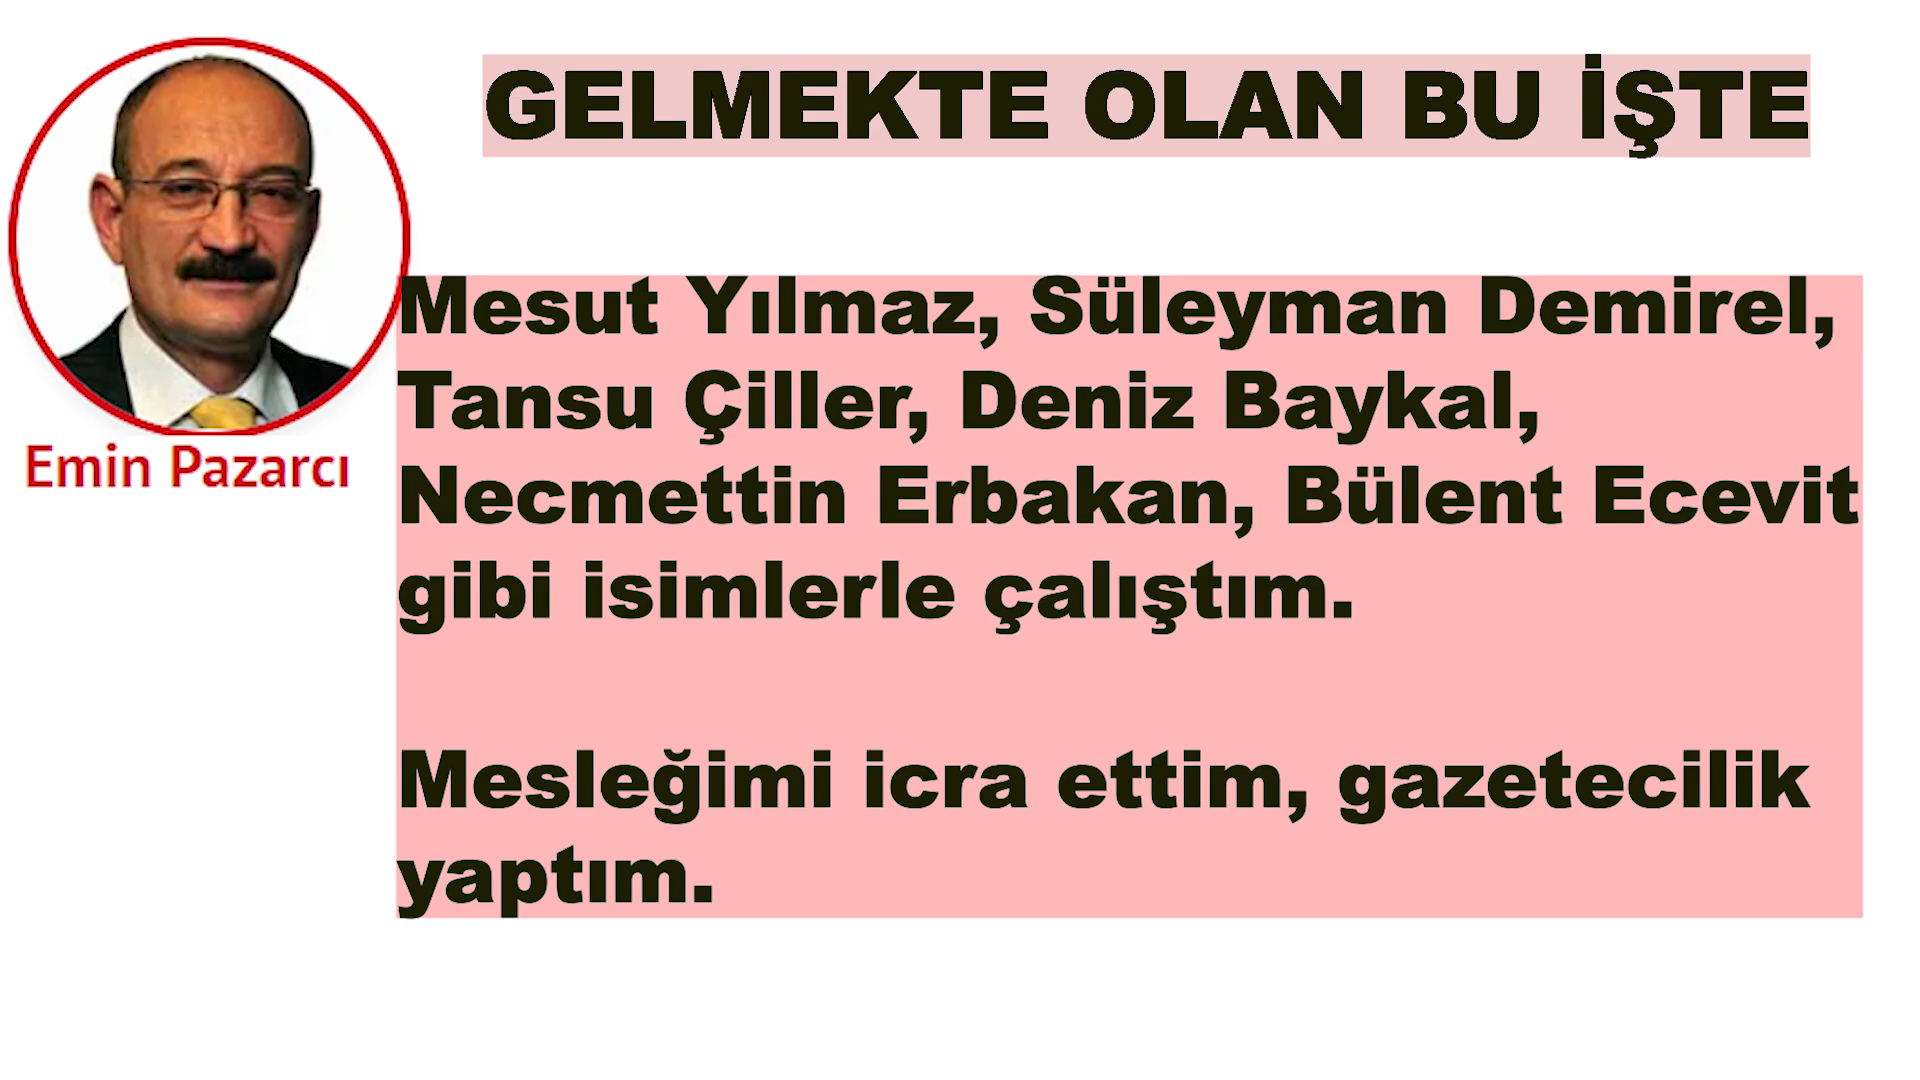 GELMEKTE OLAN BU İŞTE
Emin Pazarcı
Mesut Yılmaz, Süleyman Demirel,
Tansu Çiller, Deniz Baykal,
Necmettin Erbakan, Bülent Ecevit
gibi isimlerle çalıştım.
Mesleğimi icra ettim, gazetecilik
yaptım.